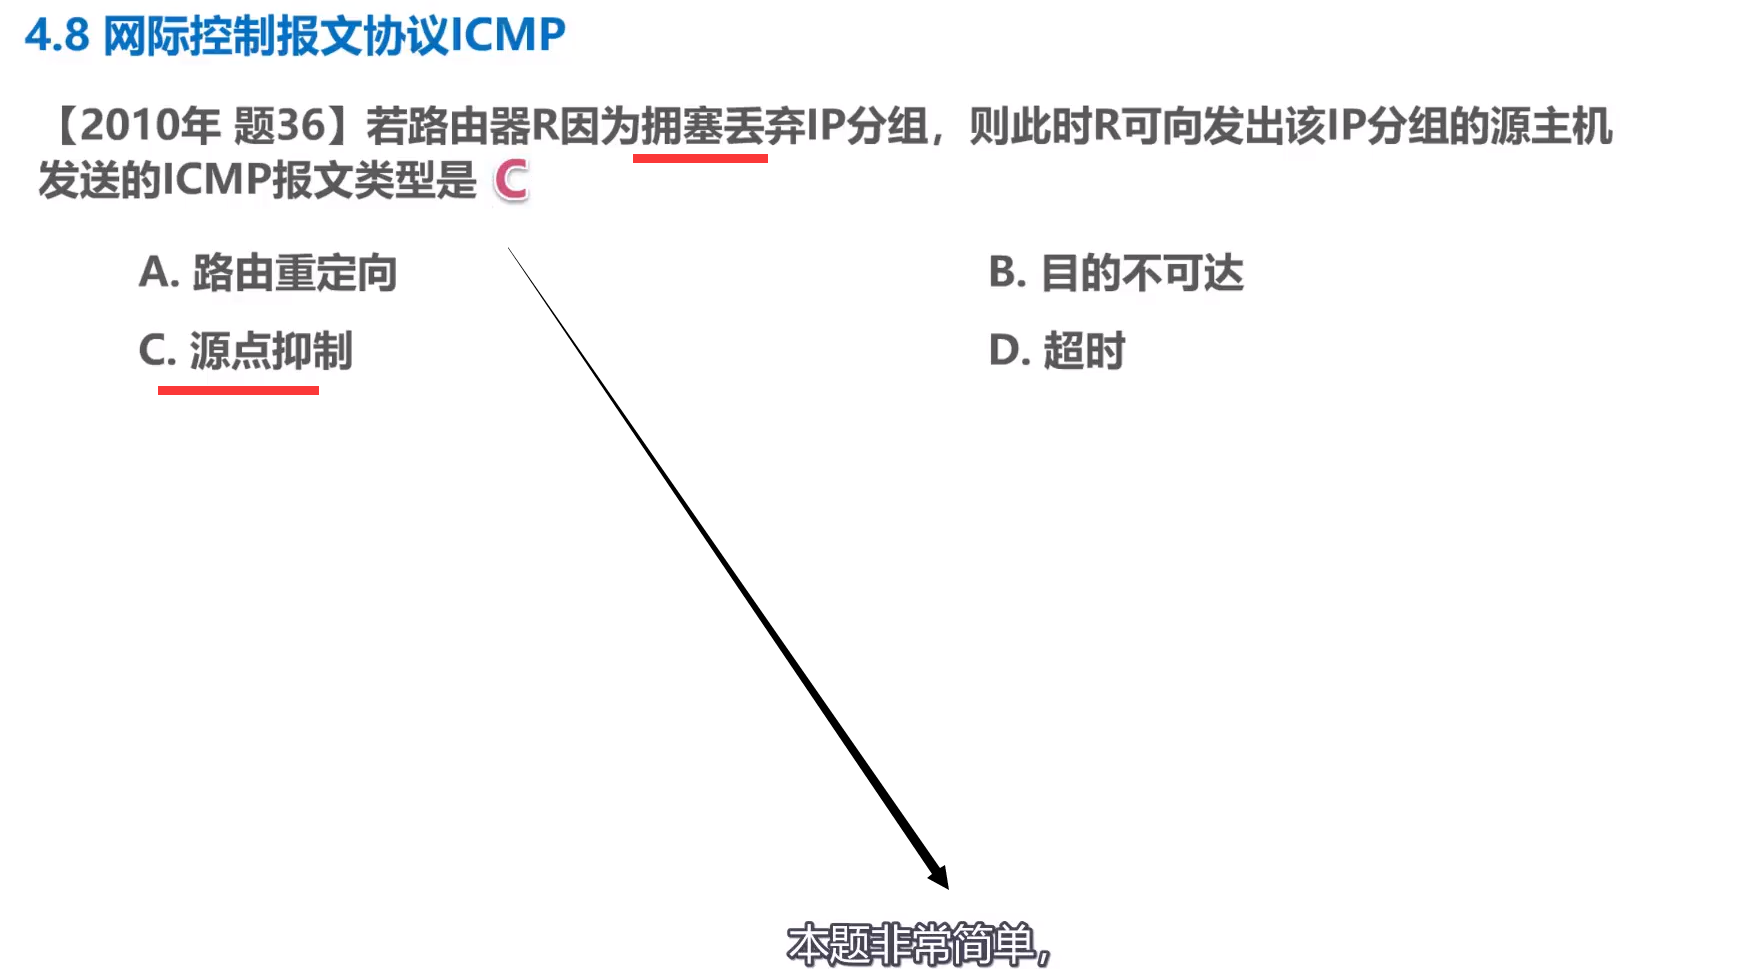 4.8 网际控制报文协议ICMP
【2010年 题36】若路由器R因为拥塞丢弃IP分组，则此时R可向发出该IP分组的源主机
发送的ICMP报文类型是 C
A. 路由重定向
B. 目的不可达
C. 源点抑制
D. 超时
本题非常简单，